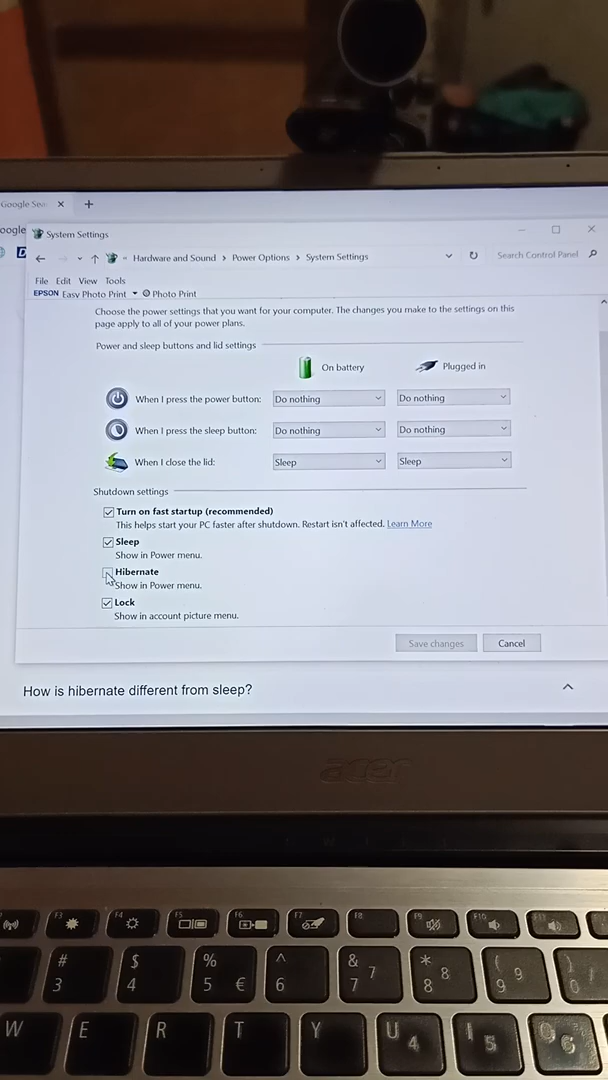 Google Sea
oogle
System Settings
Hardware and Sound > Power Options > System Settings
Search Control Panel
File Edit View Tools
EPSON Easy Photo Print Photo Print
Choose the power settings that you want for your computer. The changes you make to the settings on this
page apply to all of your power plans.
Power and sleep buttons and lid settings
On battery Plugged in
When I press the power button: Do nothing Do nothing
When I press the sleep button: Do nothing Do nothing
When I close the lid: Sleep Sleep
Shutdown settings
Turn on fast startup (recommended)
This helps start your PC faster after shutdown. Restart isn't affected. Learn More
Sleep
Show in Power menu.
Hibernate
Show in Power menu.
Lock
Show in account picture menu.
Save changes Cancel
How is hibernate different from sleep?
acer
F3 F4 F5 F6 F7 F8 F9 F10 F11
# $ % ^ & 7 * 8 ( 9 )
3 4 5 € 6 7 8 9 0
W E R T Y U 4 I 5 O 6